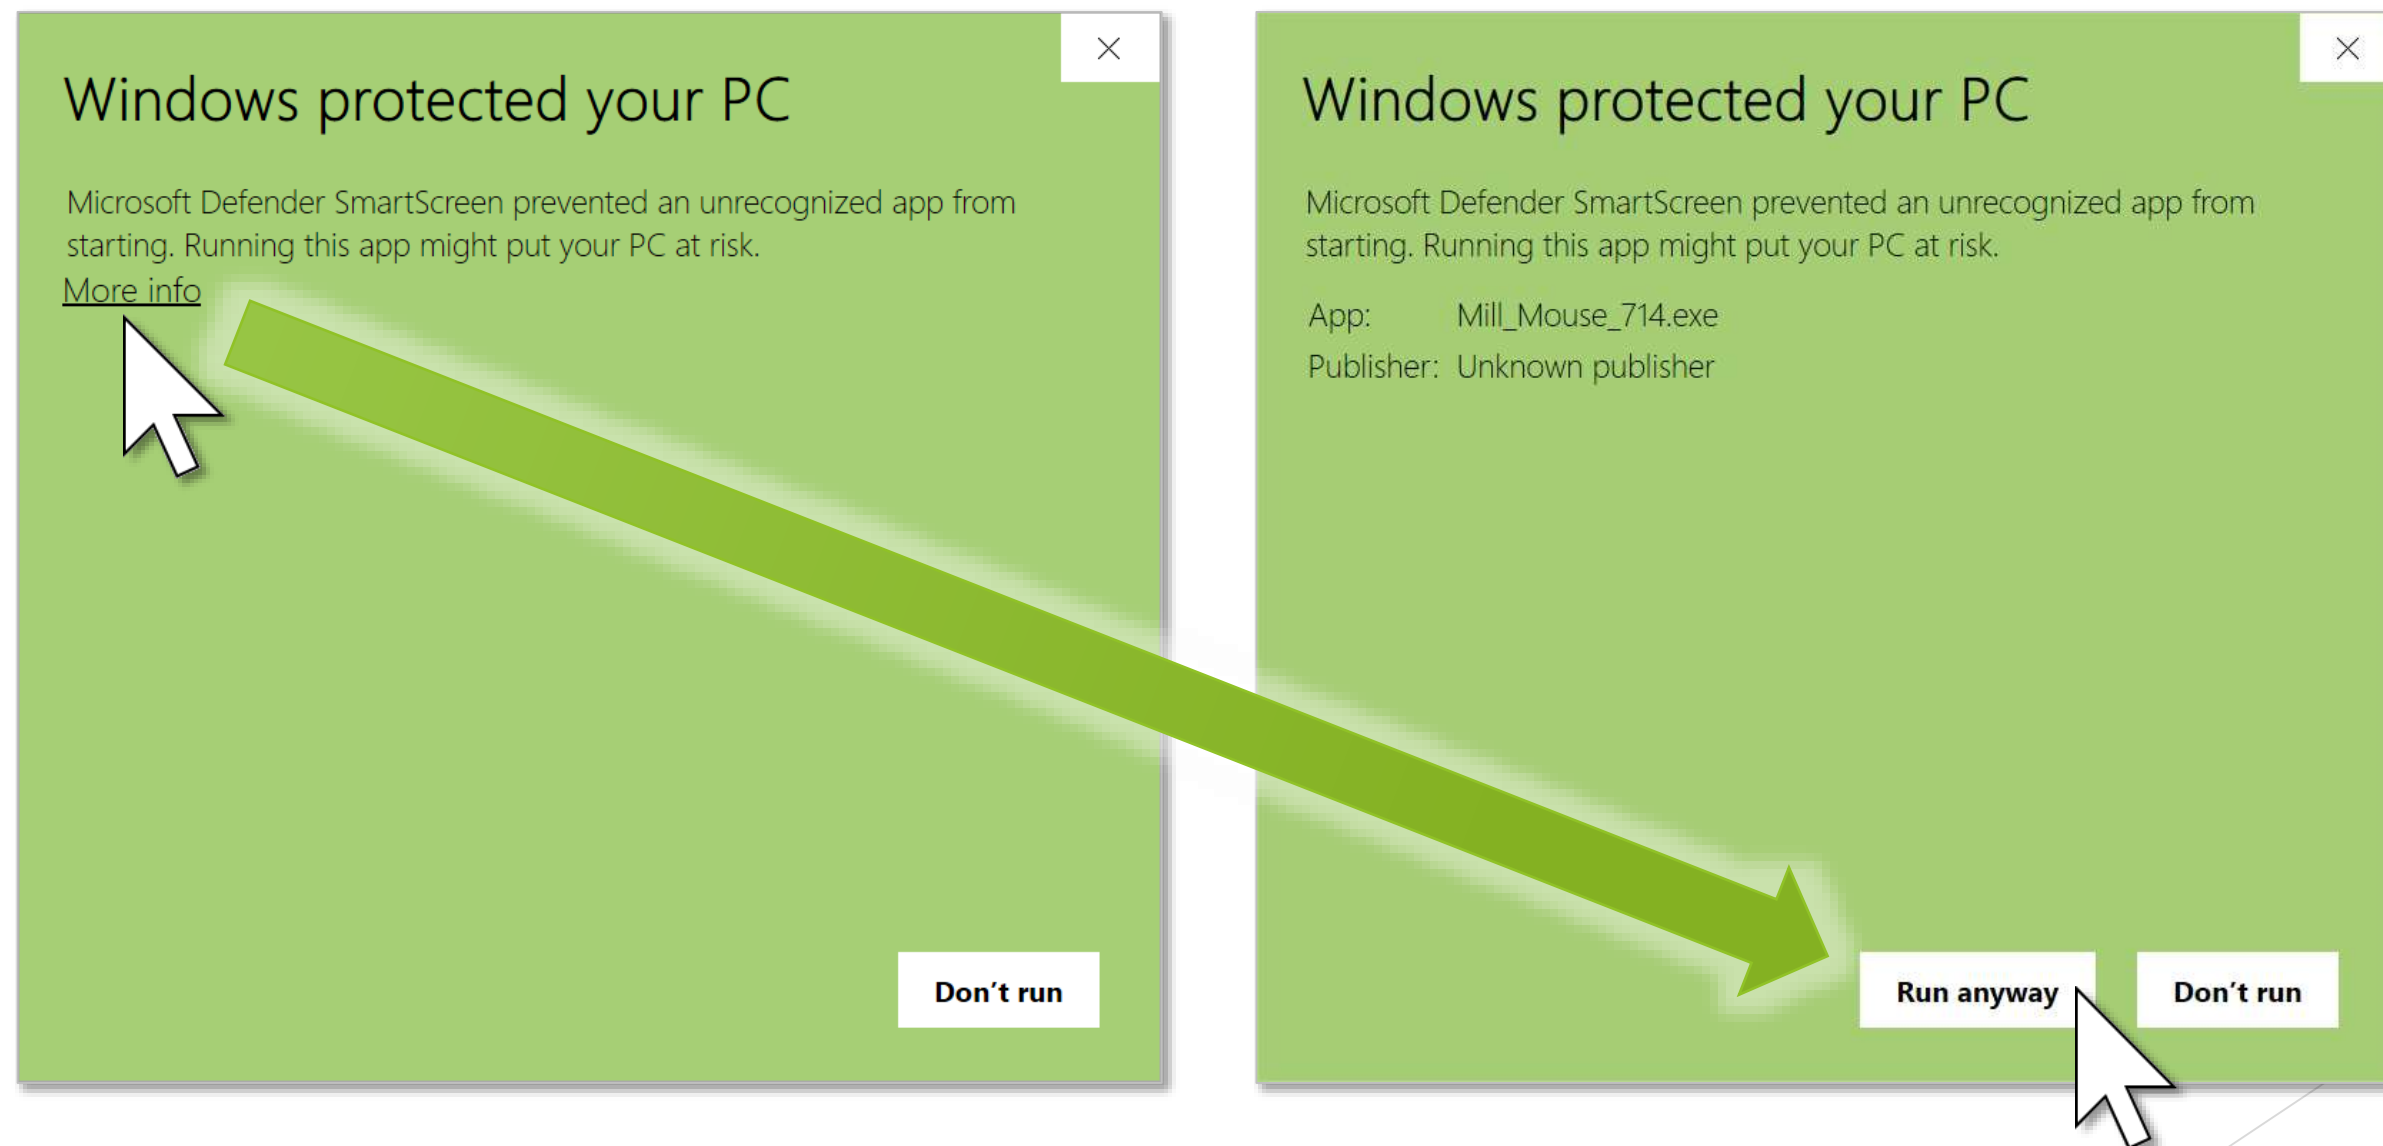 Windows protected your PC
Microsoft Defender SmartScreen prevented an unrecognized app from
starting. Running this app might put your PC at risk.
More info
Don't run
Windows protected your PC
Microsoft Defender SmartScreen prevented an unrecognized app from
starting. Running this app might put your PC at risk.
App: Mill_Mouse_714.exe
Publisher: Unknown publisher
Run anyway Don't run